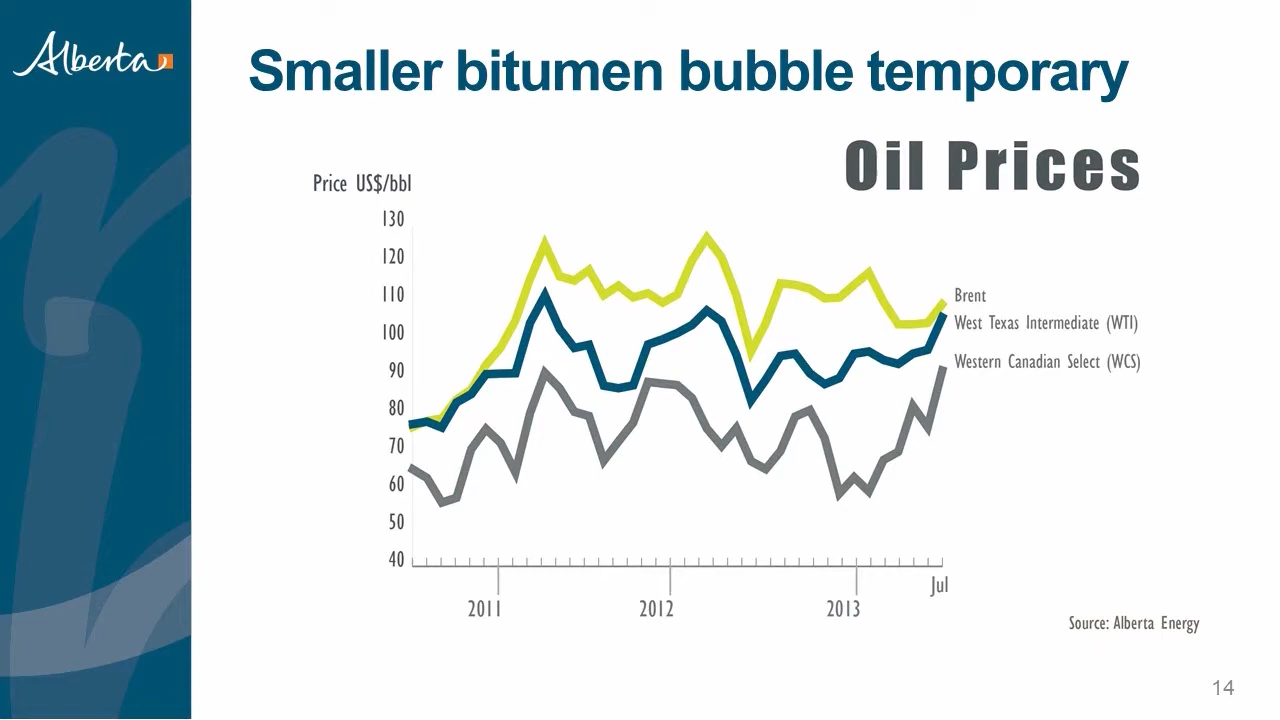 Alberta
Smaller bitumen bubble temporary
Oil Prices
Price US$/bbl
130
120
110
100
90
80
70
60
50
40
Brent
West Texas Intermediate (WTI)
Western Canadian Select (WCS)
Jul
2011 2012 2013
Source: Alberta Energy
14